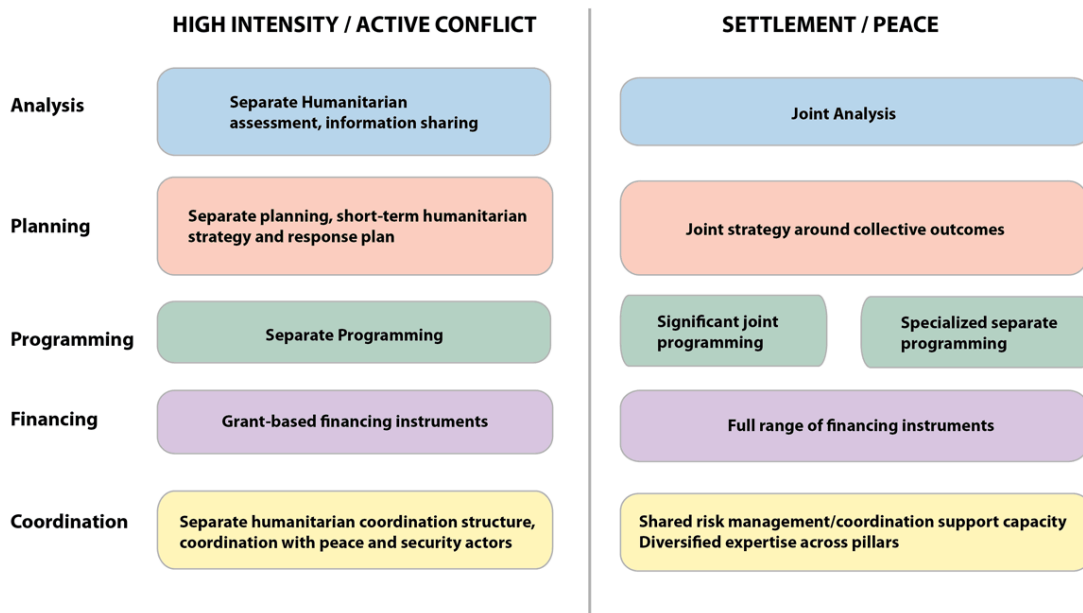 HIGH INTENSITY / ACTIVE CONFLICT
SETTLEMENT / PEACE
Analysis
Separate Humanitarian
assessment, information sharing
Joint Analysis
Planning
Separate planning, short-term humanitarian
strategy and response plan
Joint strategy around collective outcomes
Programming
Separate Programming
Significant joint
programming
Specialized separate
programming
Financing
Grant-based financing instruments
Full range of financing instruments
Coordination
Separate humanitarian coordination structure,
coordination with peace and security actors
Shared risk management/coordination support capacity
Diversified expertise across pillars